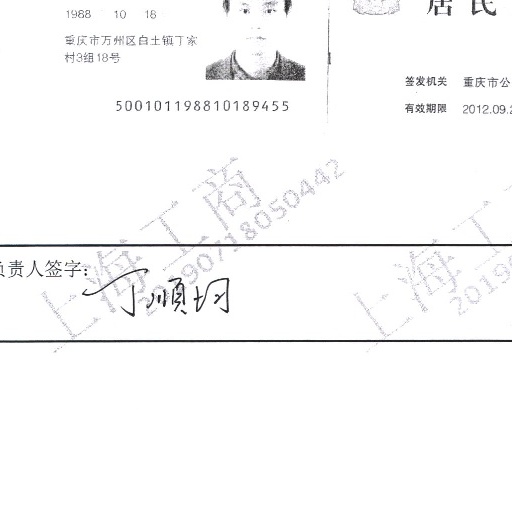 1988 10 18
居民
重庆市万州区白土镇丁家
村3组18号
签发机关 重庆市公
500101198810189455
有效期限 2012.09.2
上海工商
20190718050442
上海工
20190
负责人签字:
丁顺均